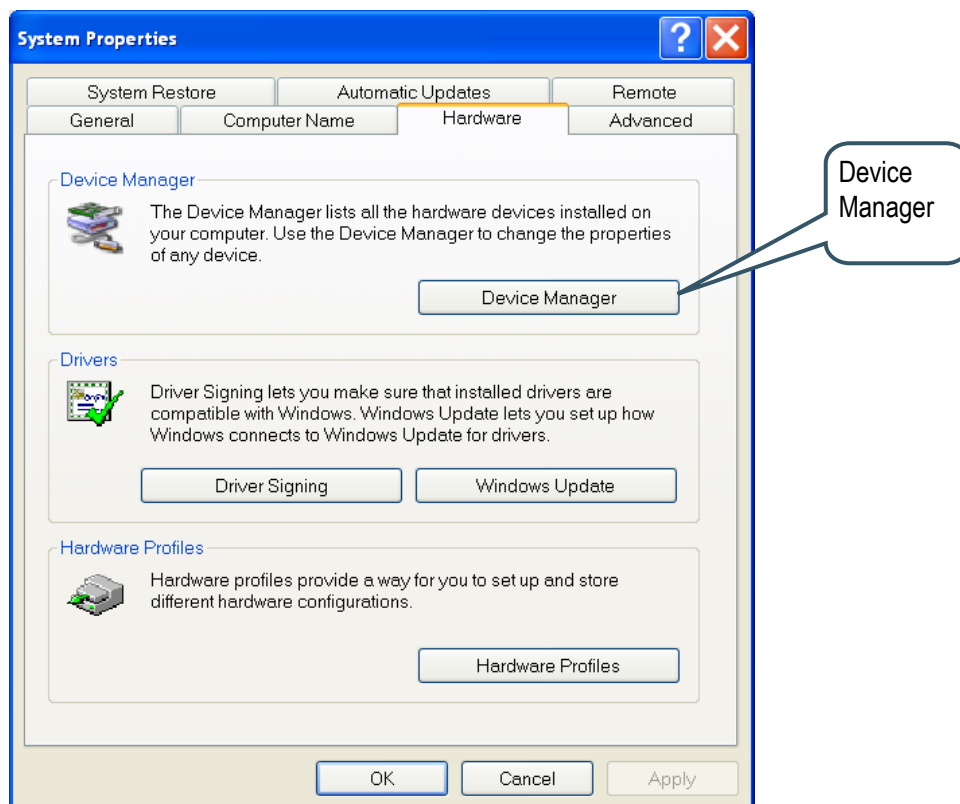 System Properties
System Restore
Automatic Updates
Remote
General
Computer Name
Hardware
Advanced
Device Manager
The Device Manager lists all the hardware devices installed on
your computer. Use the Device Manager to change the properties
of any device.
Device Manager
Drivers
Driver Signing lets you make sure that installed drivers are
compatible with Windows. Windows Update lets you set up how
Windows connects to Windows Update for drivers.
Driver Signing
Windows Update
Hardware Profiles
Hardware profiles provide a way for you to set up and store
different hardware configurations.
Hardware Profiles
OK
Cancel
Apply
Device
Manager